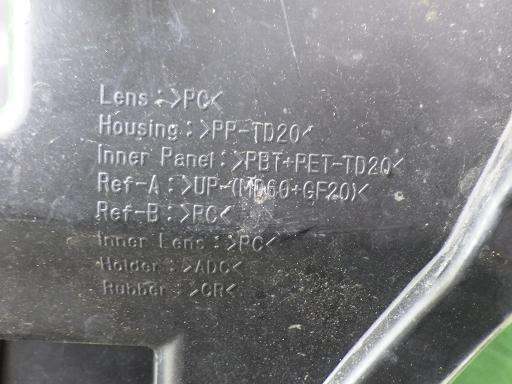 Lens:>PC<
Housing:>PP-TD20<
Inner Panel:>PBT+PET-TD20<
Ref-A:>UP-(MD60+GF20)<
Ref-B:>PC<
Inner Lens:>PC<
Holder:>ADC<
Rubber:>CR<